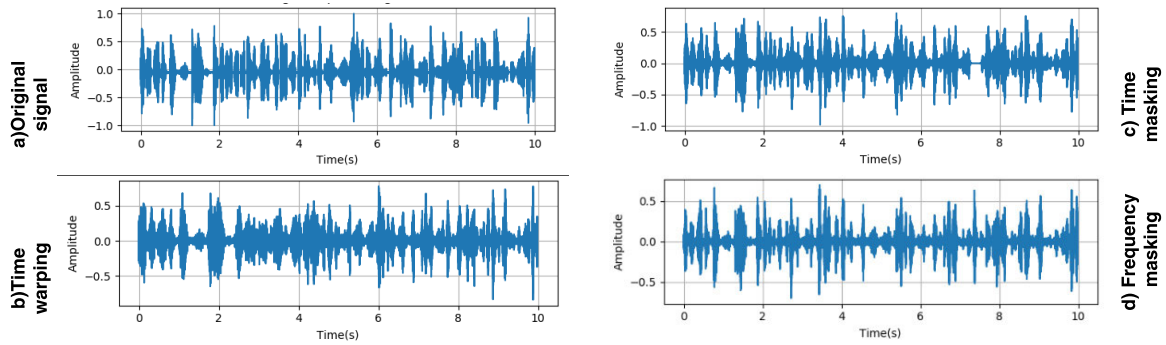 a)Original
signal
Amplitude
1.0
0.5
0.0
−0.5
−1.0
0 2 4 6 8 10
Time(s)
b)Time
warping
Amplitude
0.5
0.0
−0.5
0 2 4 6 8 10
Time(s)
Amplitude
0.5
0.0
−0.5
−1.0
0 2 4 6 8 10
Time(s)
c) Time
masking
Amplitude
0.5
0.0
−0.5
0 2 4 6 8 10
Time(s)
d) Frequency
masking